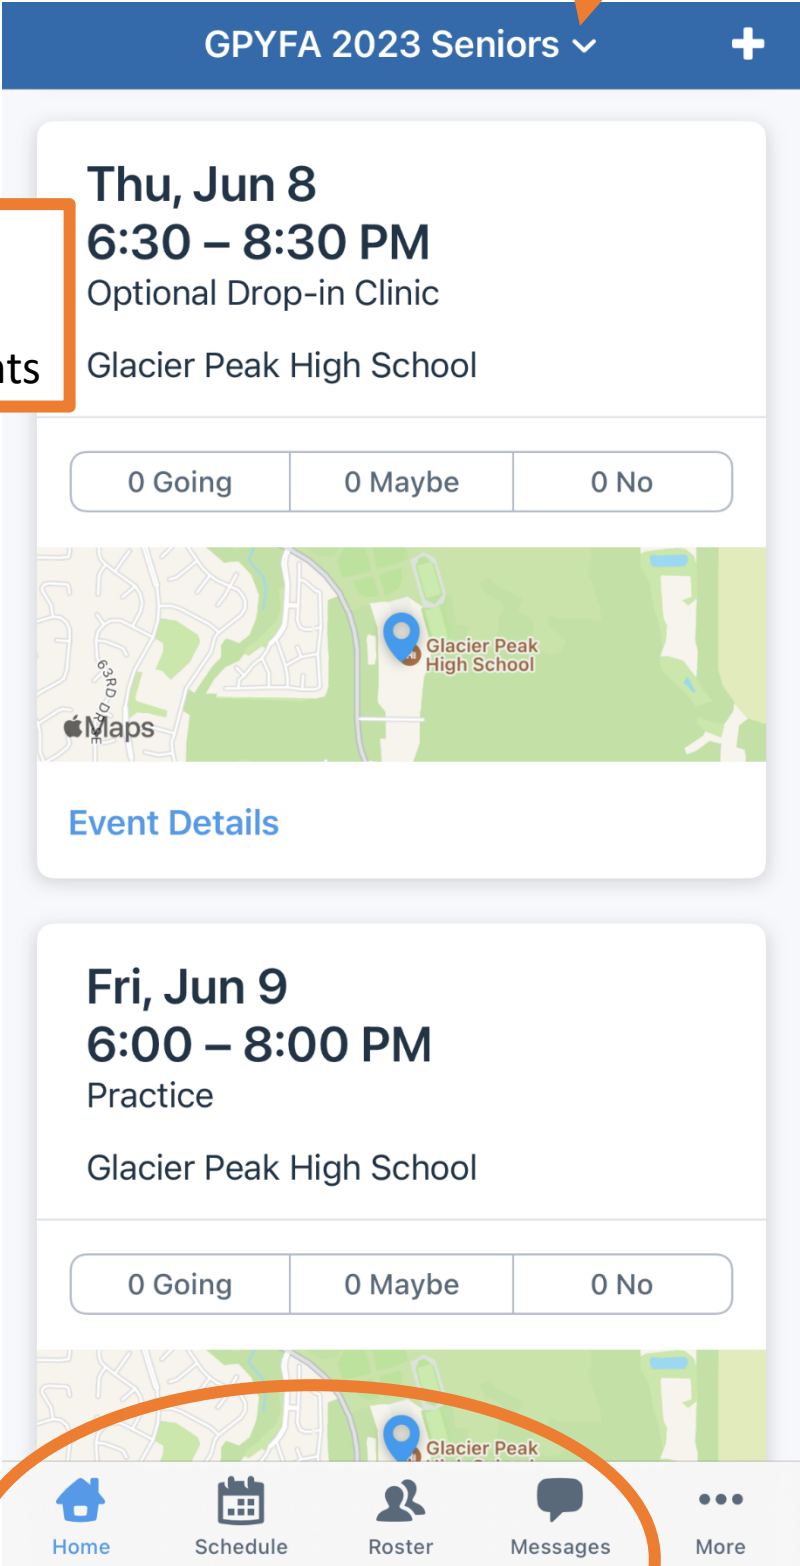 GPYFA 2023 Seniors
Thu, Jun 8
6:30 – 8:30 PM
Optional Drop-in Clinic
Glacier Peak High School
0 Going 0 Maybe 0 No
Glacier Peak
High School
63RD DR SE
Maps
Event Details
Fri, Jun 9
6:00 – 8:00 PM
Practice
Glacier Peak High School
0 Going 0 Maybe 0 No
Glacier Peak
Home Schedule Roster Messages More